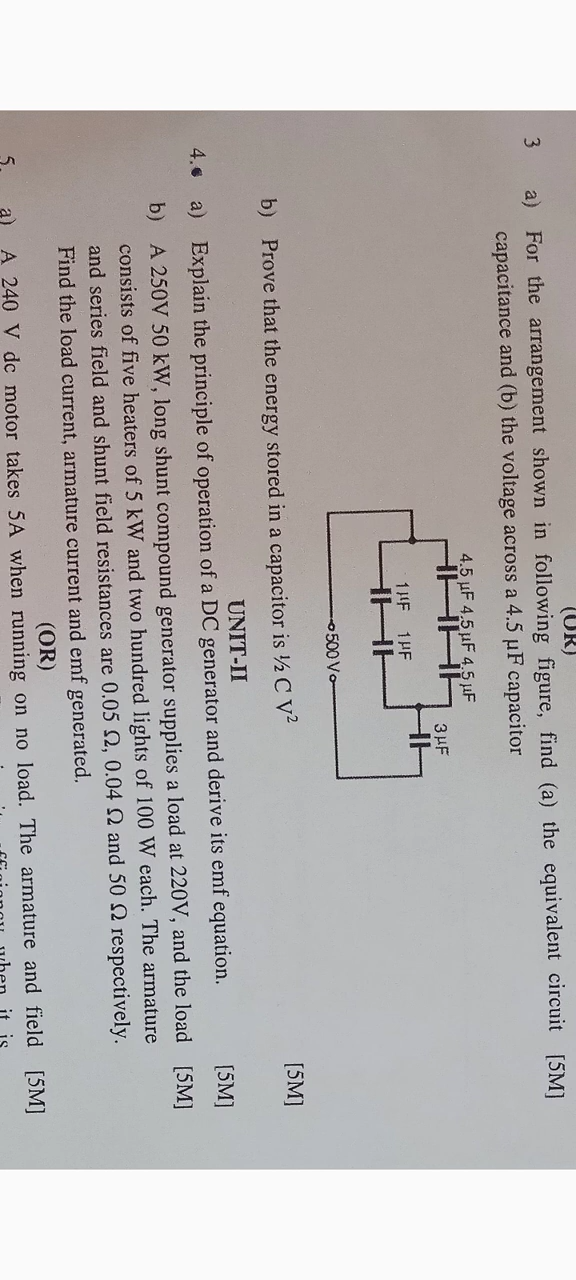 (OR)
3 a) For the arrangement shown in following figure, find (a) the equivalent circuit [5M]
capacitance and (b) the voltage across a 4.5 μF capacitor
4.5 μF 4.5 μF 4.5 μF
3 μF
1 μF 1 μF
500 V
b) Prove that the energy stored in a capacitor is ½ C V² [5M]
UNIT-II
4. a) Explain the principle of operation of a DC generator and derive its emf equation. [5M]
b) A 250V 50 kW, long shunt compound generator supplies a load at 220V, and the load [5M]
consists of five heaters of 5 kW and two hundred lights of 100 W each. The armature
and series field and shunt field resistances are 0.05 Ω, 0.04 Ω and 50 Ω respectively.
Find the load current, armature current and emf generated.
(OR)
5. a) A 240 V dc motor takes 5A when running on no load. The armature and field [5M]
when it is